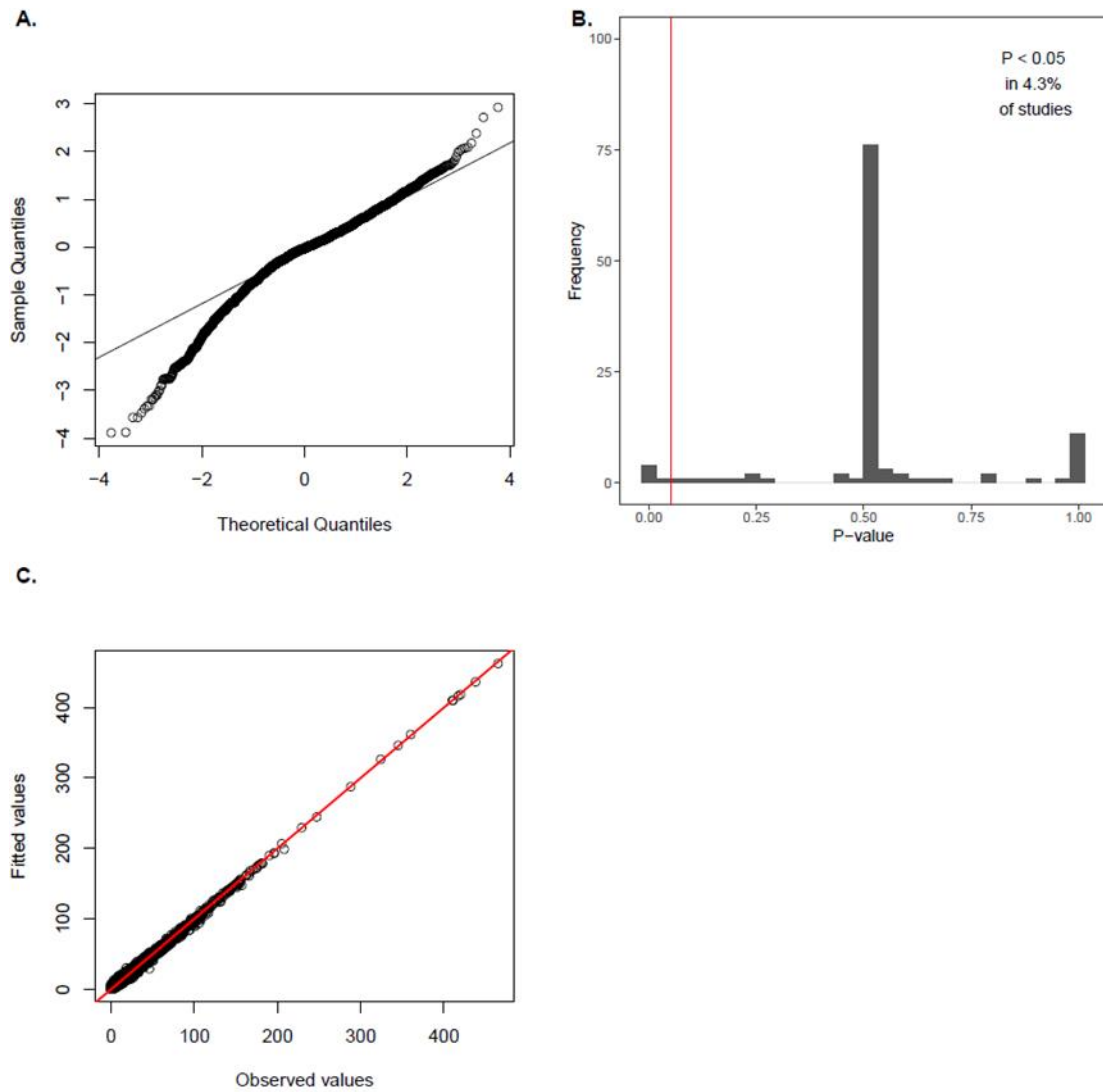 A.
3
2
1
0
−1
−2
−3
−4
Sample Quantiles
−4 −2 0 2 4
Theoretical Quantiles
B.
100
75
50
25
0
Frequency
P < 0.05
in 4.3%
of studies
0.00 0.25 0.50 0.75 1.00
P−value
C.
400
300
200
100
0
Fitted values
0 100 200 300 400
Observed values